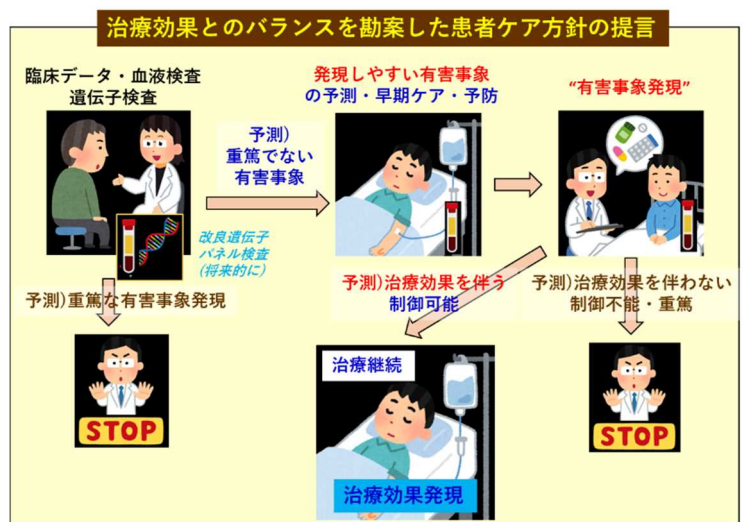 治療効果とのバランスを勘案した患者ケア方針の提言
臨床データ・血液検査
遺伝子検査
予測)
重篤でない
有害事象
改良遺伝子
パネル検査
(将来的に)
発現しやすい有害事象
の予測・早期ケア・予防
“有害事象発現”
予測)重篤な有害事象発現
STOP
予測)治療効果を伴う
制御可能
治療継続
治療効果発現
予測)治療効果を伴わない
制御不能・重篤
STOP